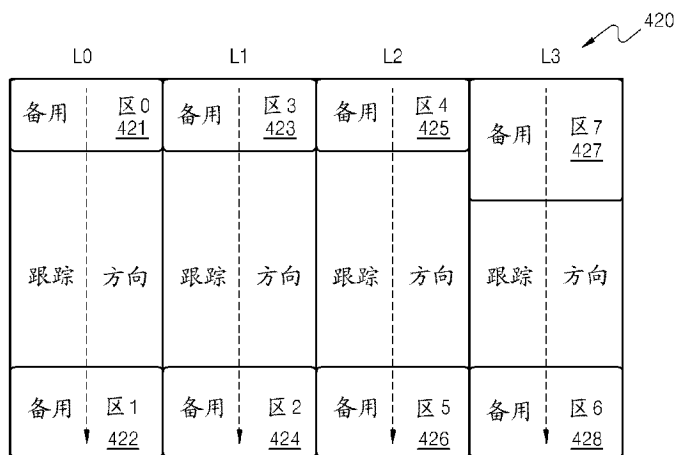 420
L0 L1 L2 L3
备用 区0 421
备用 区3 423
备用 区4 425
备用 区7 427
跟踪 方向
跟踪 方向
跟踪 方向
跟踪 方向
备用 区1 422
备用 区2 424
备用 区5 426
备用 区6 428